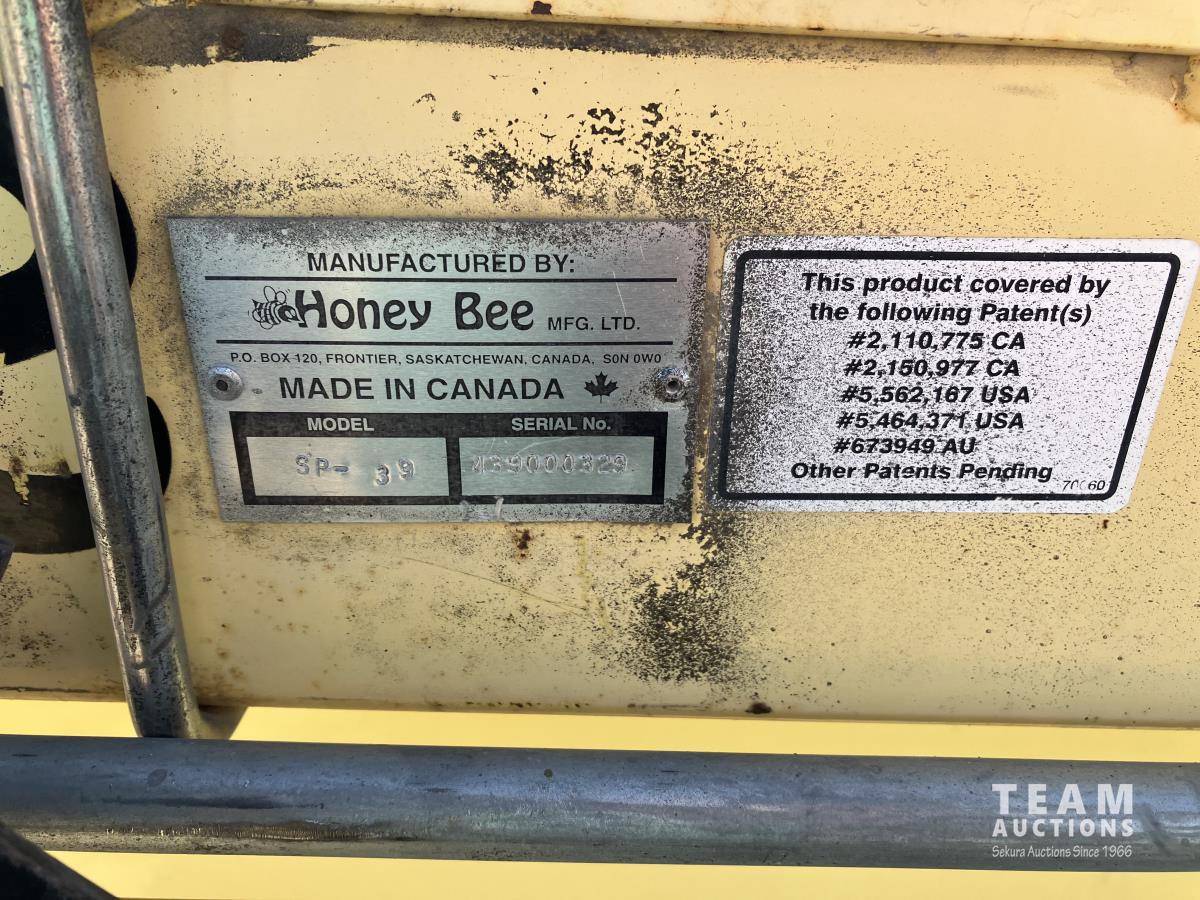 MANUFACTURED BY:
Honey Bee MFG. LTD.
P.O. BOX 120, FRONTIER, SASKATCHEWAN, CANADA, S0N 0W0
MADE IN CANADA
MODEL SERIAL No.
SP- 39 N39000329
This product covered by
the following Patent(s)
#2,110,775 CA
#2,150,977 CA
#5,562,167 USA
#5,464,371 USA
#673949 AU
Other Patents Pending
TEAM
AUCTIONS
Sekura Auctions Since 1966